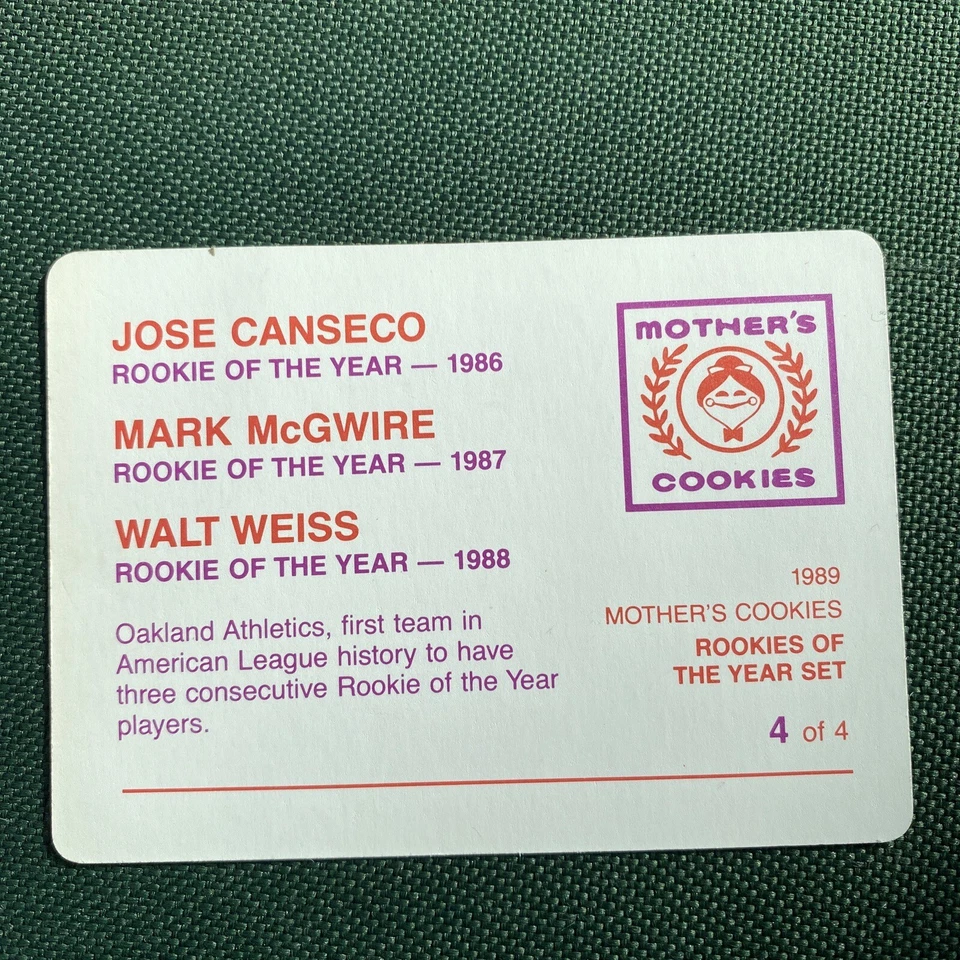 JOSE CANSECO
ROOKIE OF THE YEAR — 1986
MARK McGWIRE
ROOKIE OF THE YEAR — 1987
WALT WEISS
ROOKIE OF THE YEAR — 1988
Oakland Athletics, first team in
American League history to have
three consecutive Rookie of the Year
players.
MOTHER'S
COOKIES
1989
MOTHER'S COOKIES
ROOKIES OF
THE YEAR SET
4 of 4